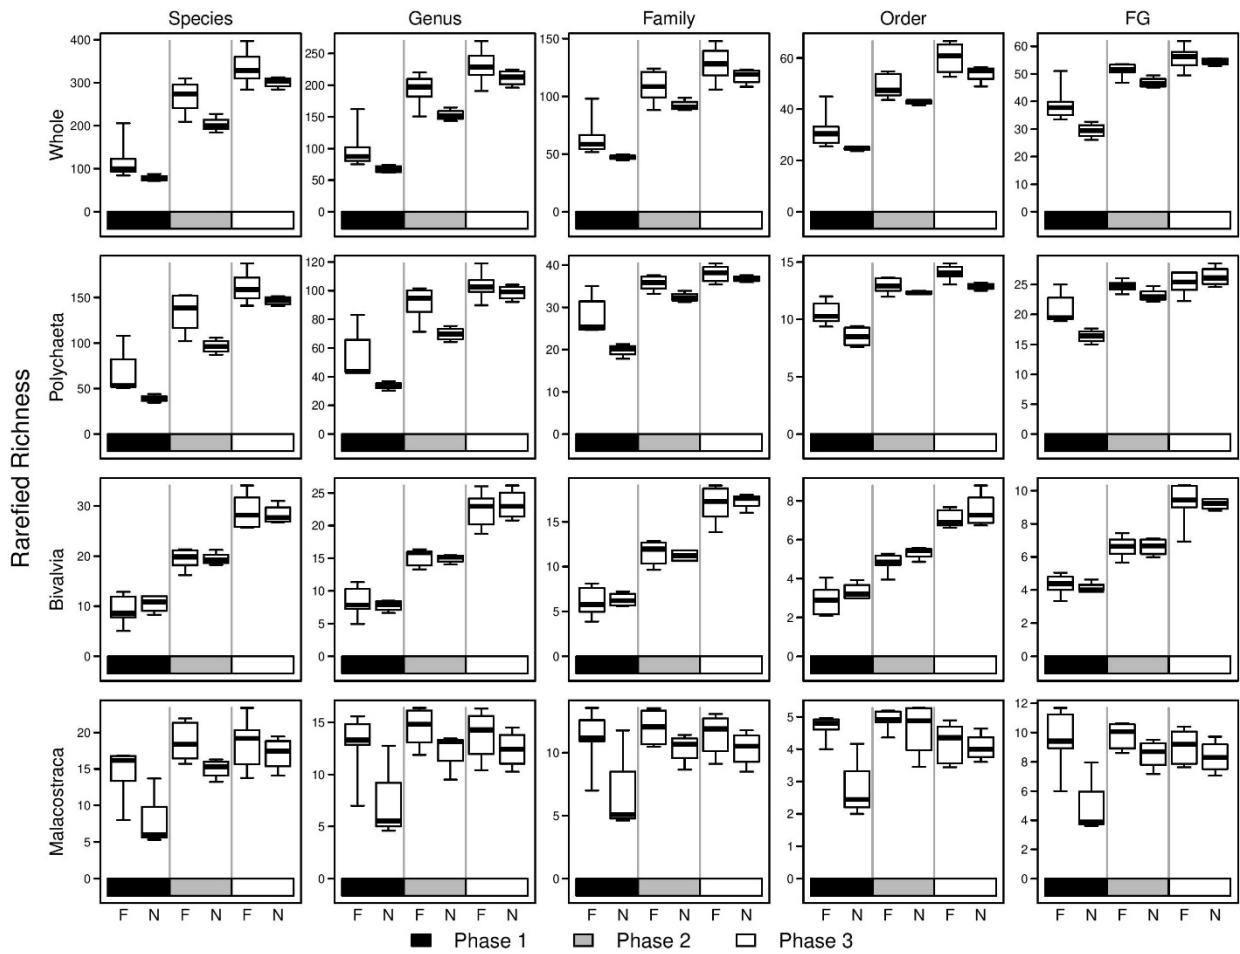 Species Genus Family Order FG
Rarefied Richness
Whole
400 300 200 100 0
250 200 150 100 50 0
150 100 50 0
60 40 20 0
60 50 40 30 20 10 0
Polychaeta
150 100 50 0
120 100 80 60 40 20 0
40 30 20 10 0
15 10 5 0
25 20 15 10 5 0
Bivalvia
30 20 10 0
25 20 15 10 5 0
15 10 5 0
8 6 4 2 0
10 8 6 4 2 0
Malacostraca
20 15 10 5 0
15 10 5 0
10 5 0
5 4 3 2 1 0
12 10 8 6 4 2 0
F N F N F N F N F N F N F N F N F N F N F N F N F N F N F N
Phase 1 Phase 2 Phase 3